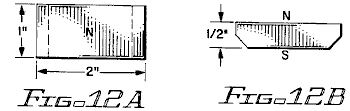 1"
N
2"
FIG. 12A
N
1/2"
S
FIG. 12B